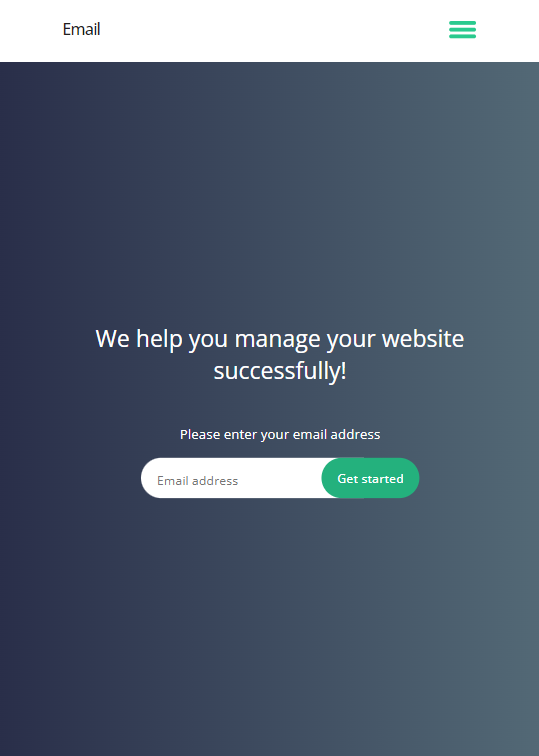 Email
We help you manage your website
successfully!
Please enter your email address
Email address
Get started